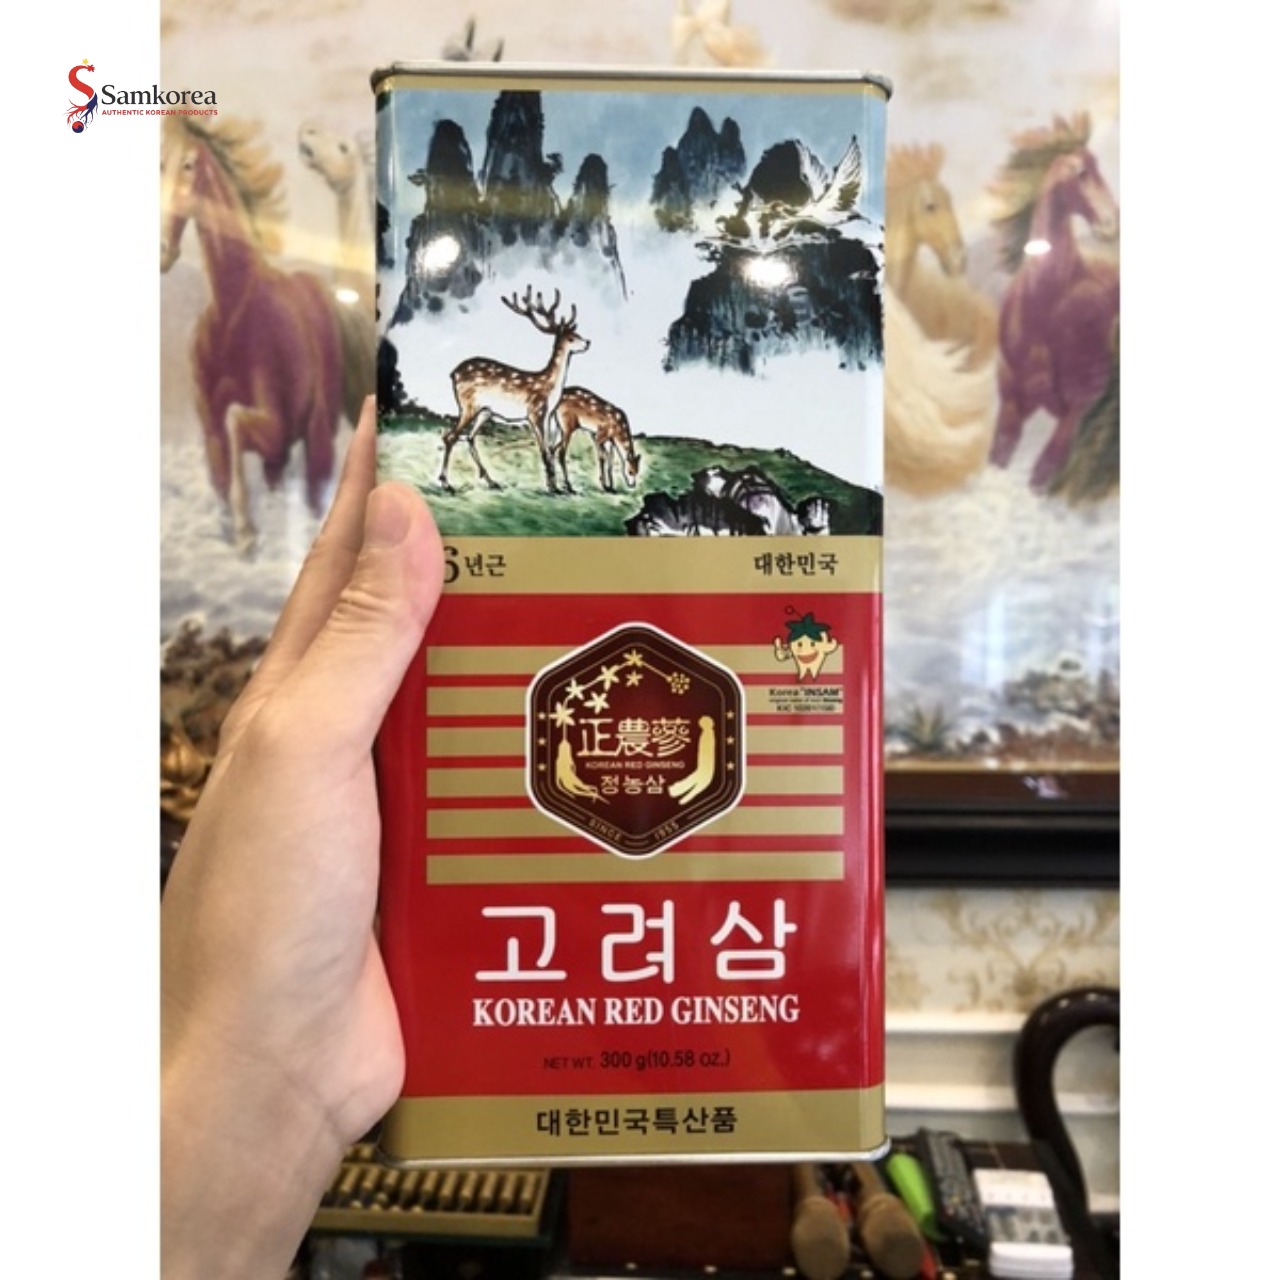 Samkorea
AUTHENTIC KOREAN PRODUCTS
6년근
대한민국
Korea "INSAM"
正農蔘
KOREAN RED GINSENG
정농삼
SINCE 1955
고려삼
KOREAN RED GINSENG
NET WT. 300 g(10.58 oz.)
대한민국특산품